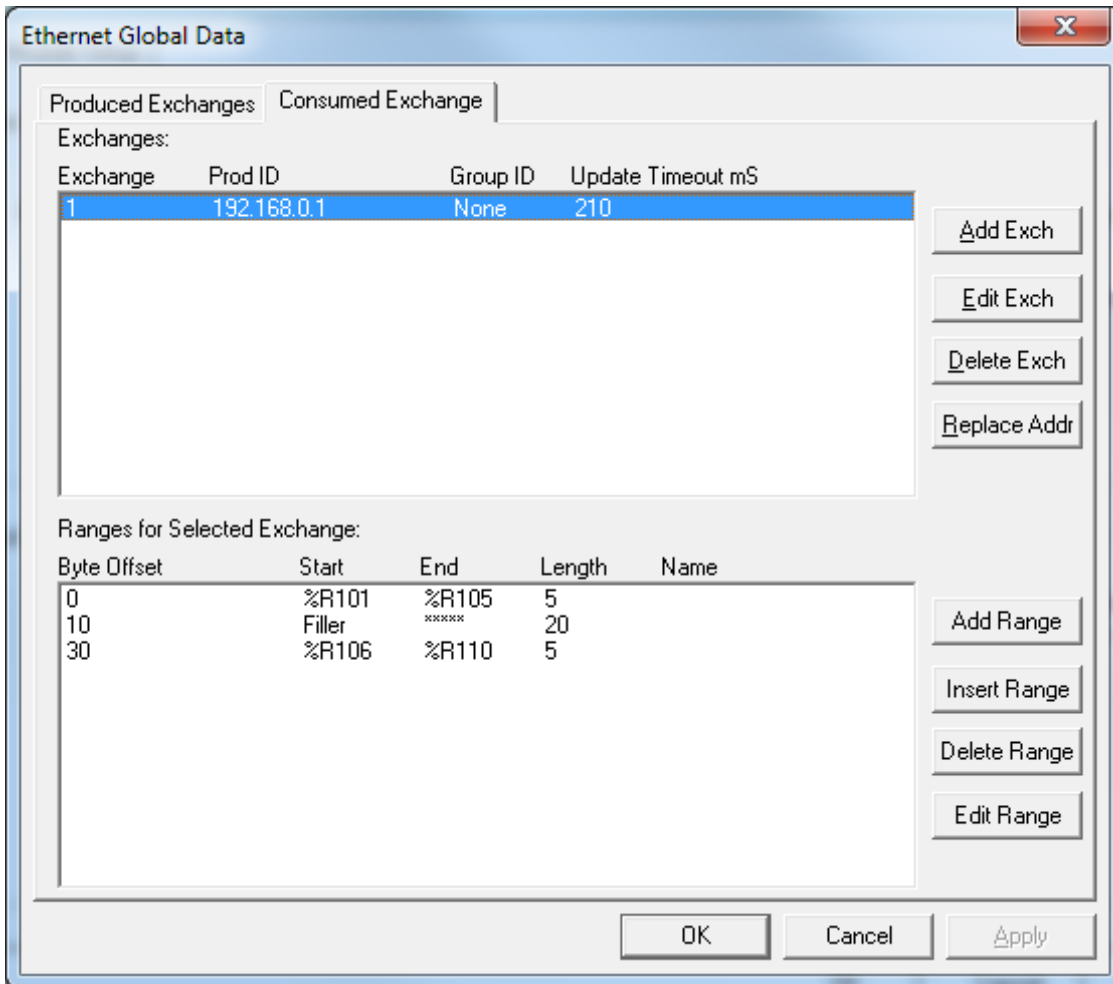 Ethernet Global Data
Produced Exchanges Consumed Exchange
Exchanges:
Exchange Prod ID Group ID Update Timeout mS
1 192.168.0.1 None 210
Add Exch
Edit Exch
Delete Exch
Replace Addr
Ranges for Selected Exchange:
Byte Offset Start End Length Name
0 %R101 %R105 5
10 Filler ***** 20
30 %R106 %R110 5
Add Range
Insert Range
Delete Range
Edit Range
OK Cancel Apply